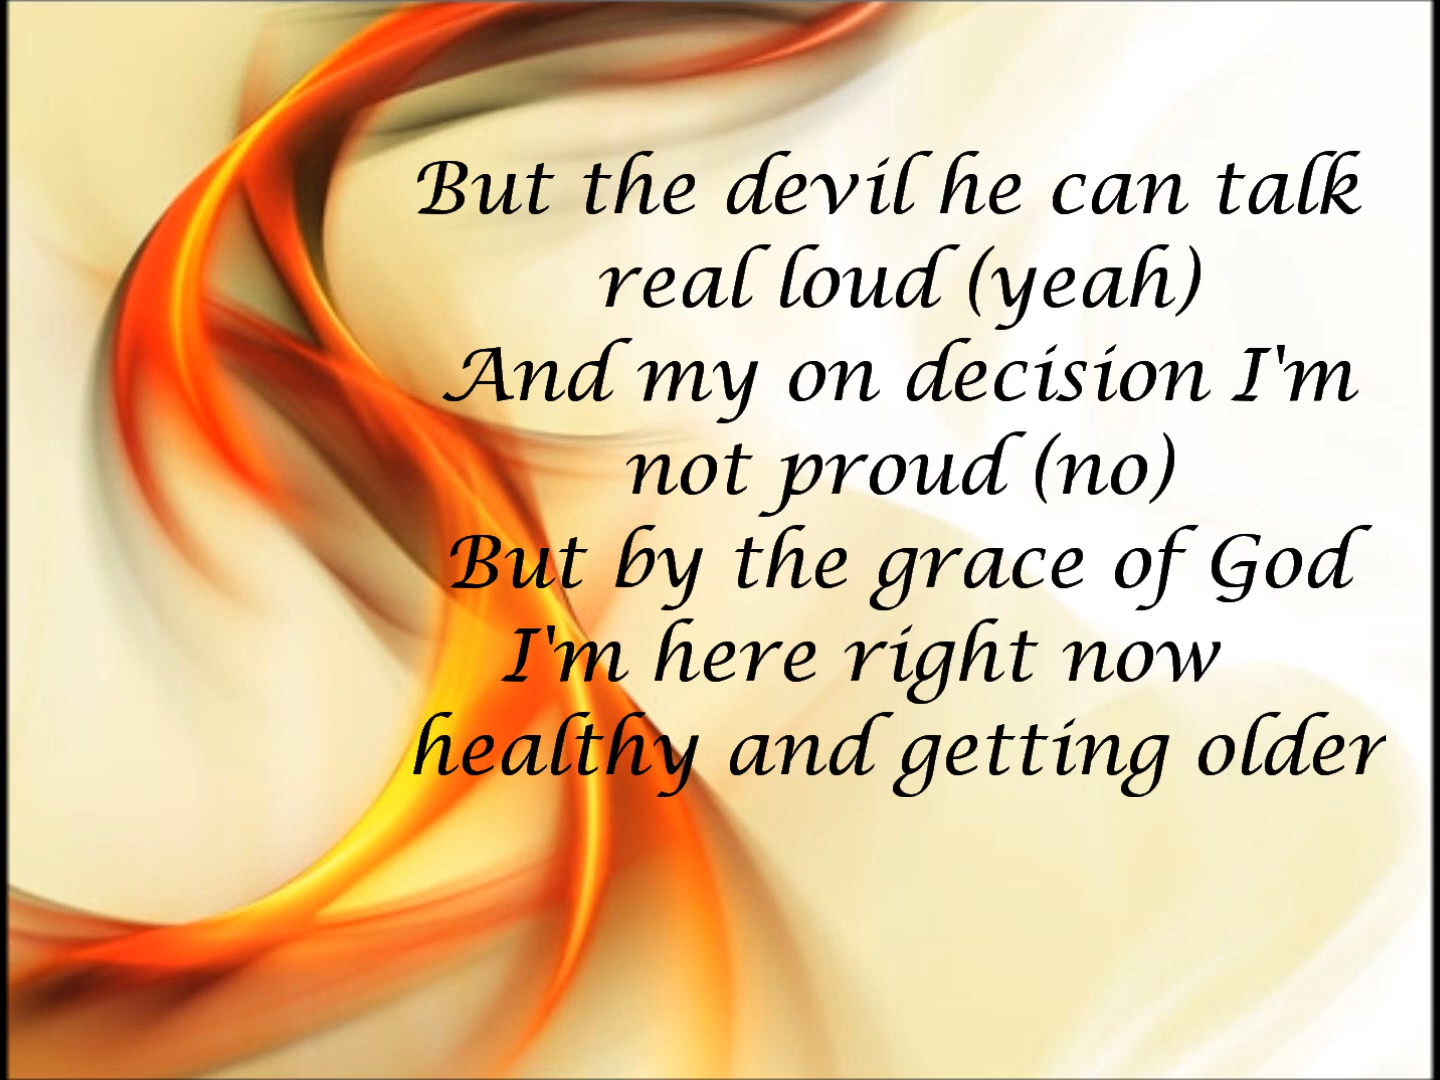 But the devil he can talk
real loud (yeah)
And my on decision I'm
not proud (no)
But by the grace of God
I'm here right now
healthy and getting older